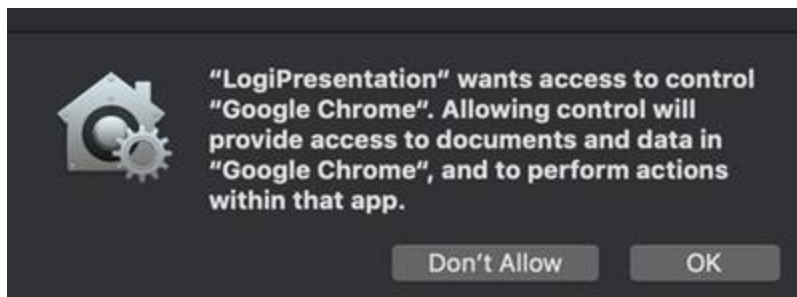 “LogiPresentation“ wants access to control
“Google Chrome“. Allowing control will
provide access to documents and data in
“Google Chrome“, and to perform actions
within that app.
Don’t Allow
OK